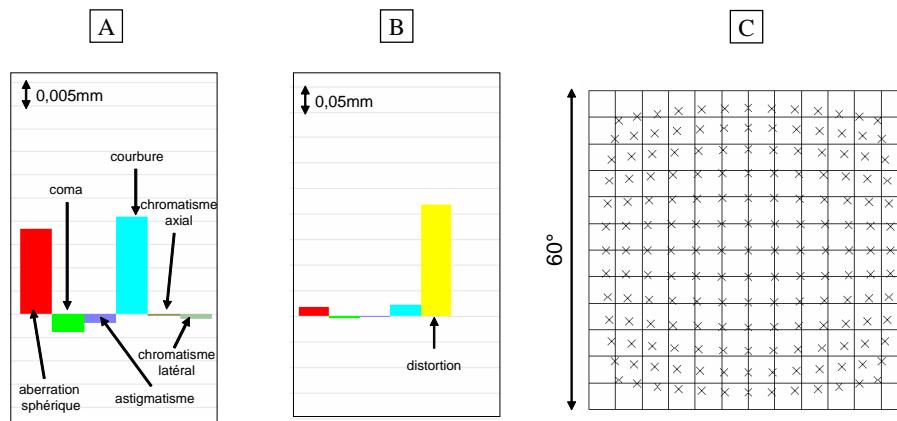 A
B
C
0,005mm
courbure
coma
chromatisme
axial
chromatisme
latéral
aberration
sphérique
astigmatisme
0,05mm
distortion
60°